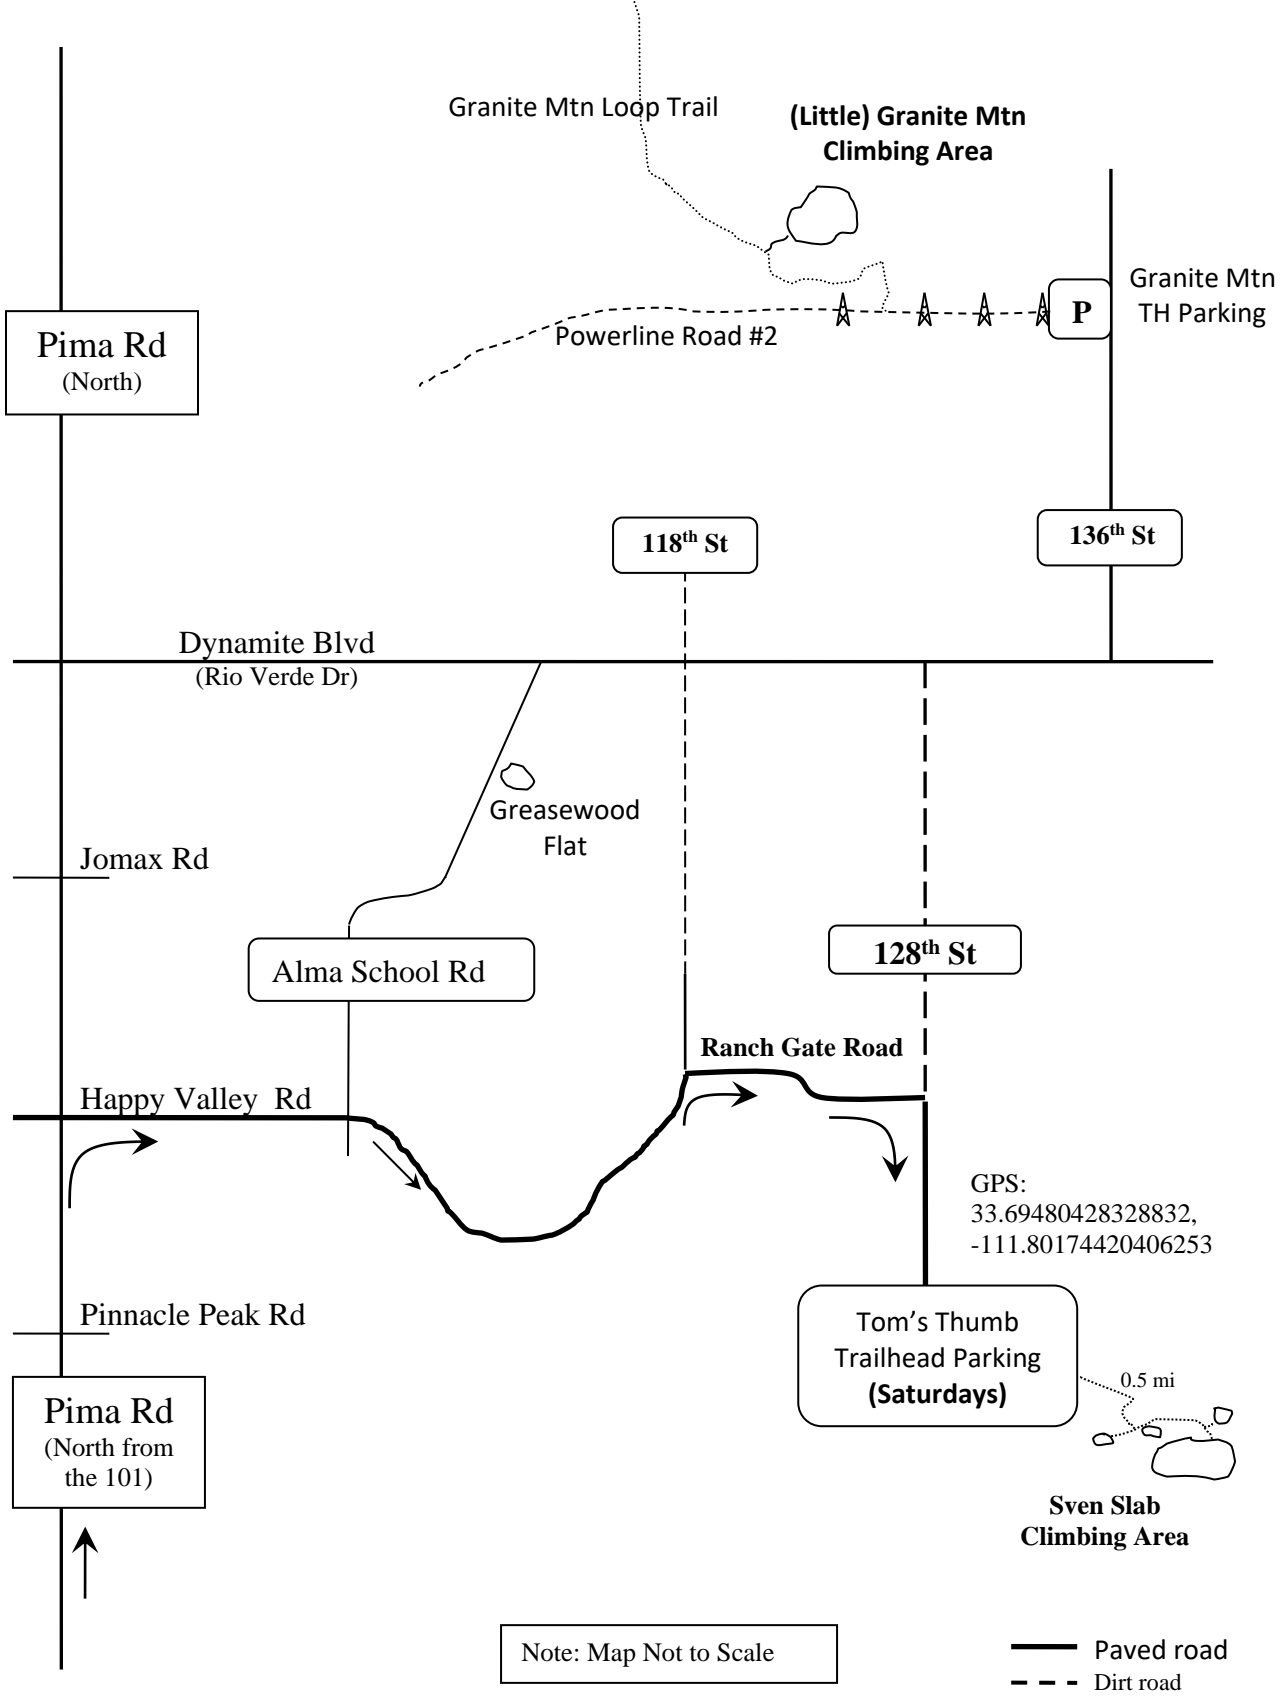 Granite Mtn Loop Trail
(Little) Granite Mtn
Climbing Area
Granite Mtn
TH Parking
P
Pima Rd
(North)
Powerline Road #2
118th St
136th St
Dynamite Blvd
(Rio Verde Dr)
Greasewood
Flat
Jomax Rd
Alma School Rd
128th St
Ranch Gate Road
Happy Valley Rd
GPS:
33.69480428328832,
-111.80174420406253
Pinnacle Peak Rd
Tom’s Thumb
Trailhead Parking
(Saturdays)
0.5 mi
Pima Rd
(North from
the 101)
Sven Slab
Climbing Area
Note: Map Not to Scale
Paved road
Dirt road